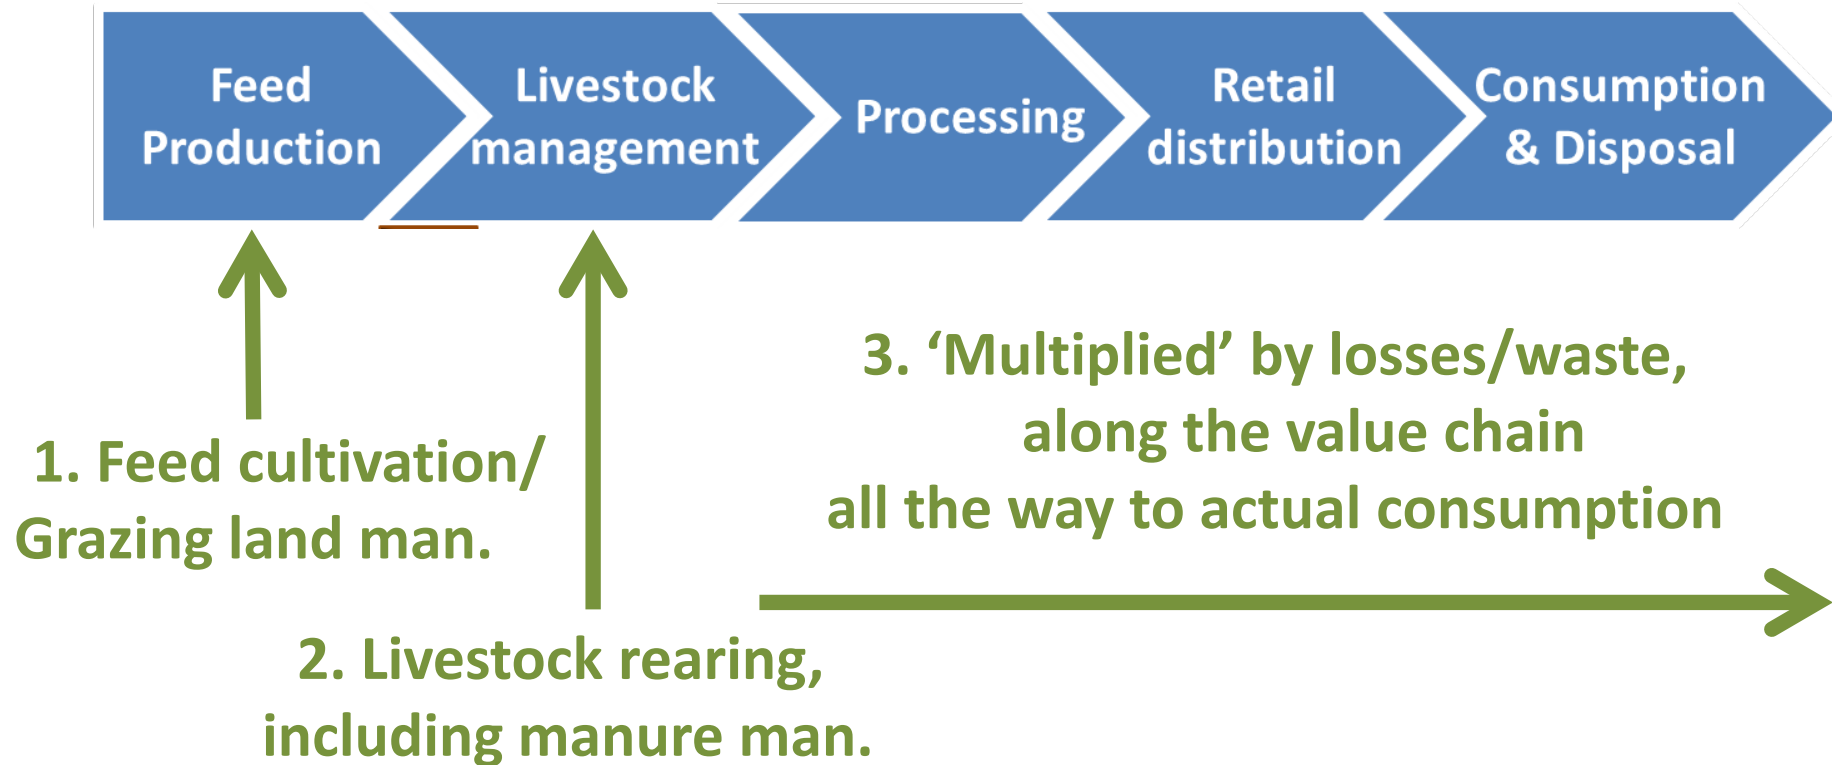 Feed
Production
Livestock
management
Processing
Retail
distribution
Consumption
& Disposal
1. Feed cultivation/
Grazing land man.
2. Livestock rearing,
including manure man.
3. ‘Multiplied’ by losses/waste,
along the value chain
all the way to actual consumption